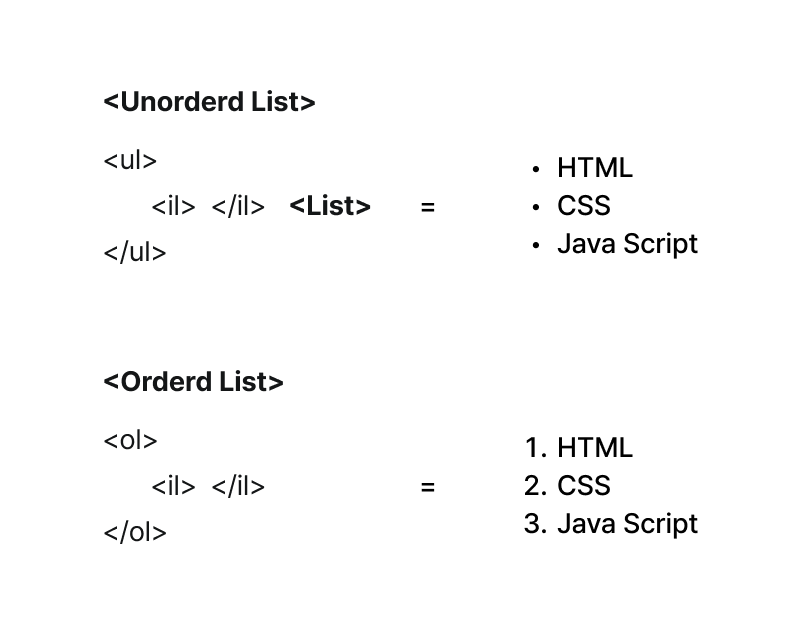 <Unorderd List>
<ul>
<il> </il> <List> =
</ul>
• HTML
• CSS
• Java Script
<Orderd List>
<ol>
<il> </il> =
</ol>
1. HTML
2. CSS
3. Java Script